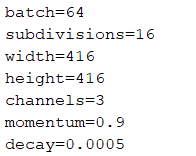 batch=64
subdivisions=16
width=416
height=416
channels=3
momentum=0.9
decay=0.0005